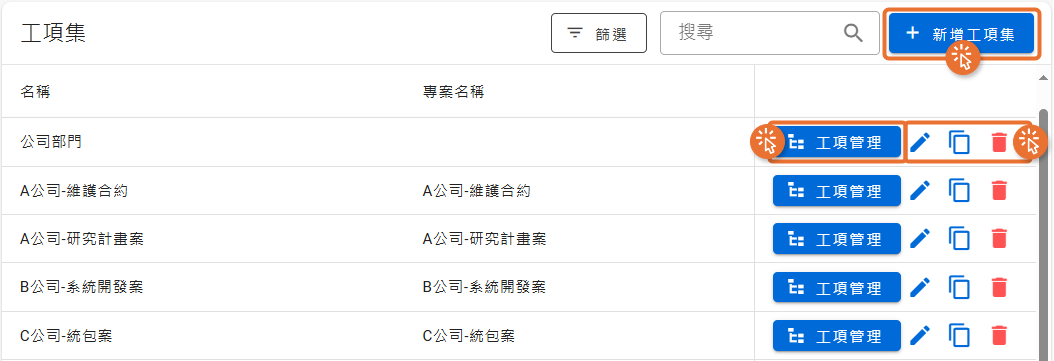 工項集
篩選
搜尋
+ 新增工項集
名稱 專案名稱
公司部門 工項管理
A公司-維護合約 A公司-維護合約 工項管理
A公司-研究計畫案 A公司-研究計畫案 工項管理
B公司-系統開發案 B公司-系統開發案 工項管理
C公司-統包案 C公司-統包案 工項管理